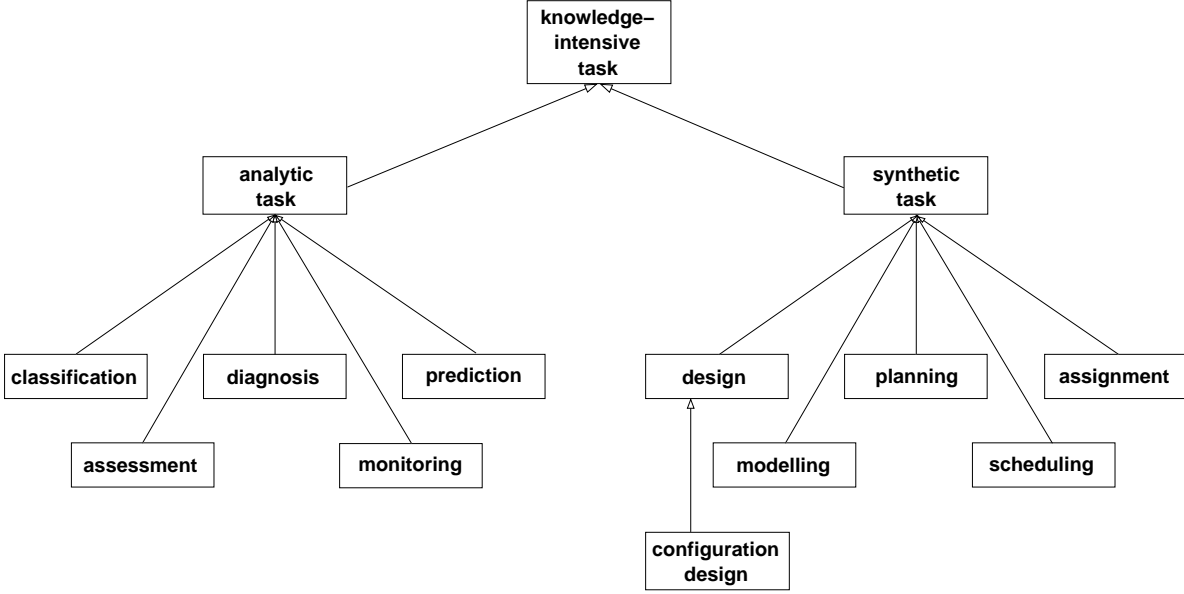 knowledge–
intensive
task
analytic
task
synthetic
task
classification
diagnosis
prediction
design
planning
assignment
assessment
monitoring
modelling
scheduling
configuration
design